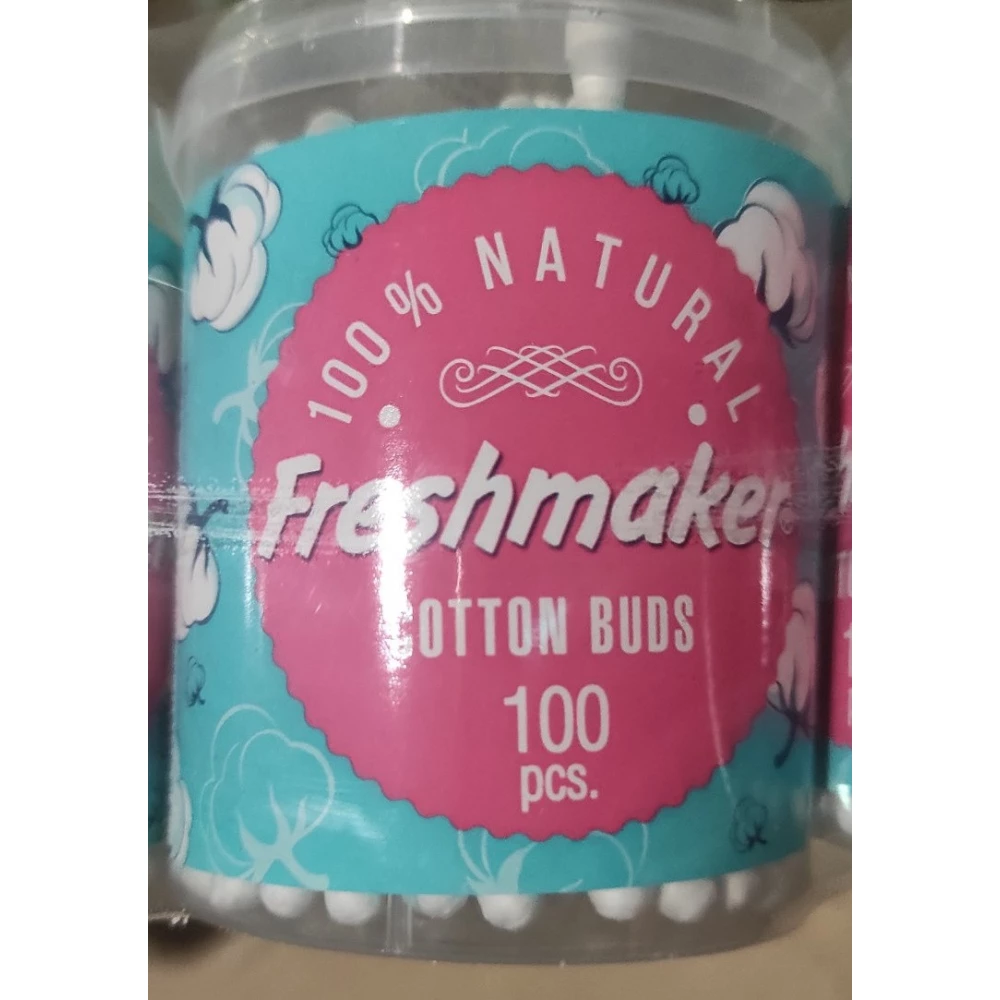 100% NATURAL
Freshmaker
COTTON BUDS
100
pcs.